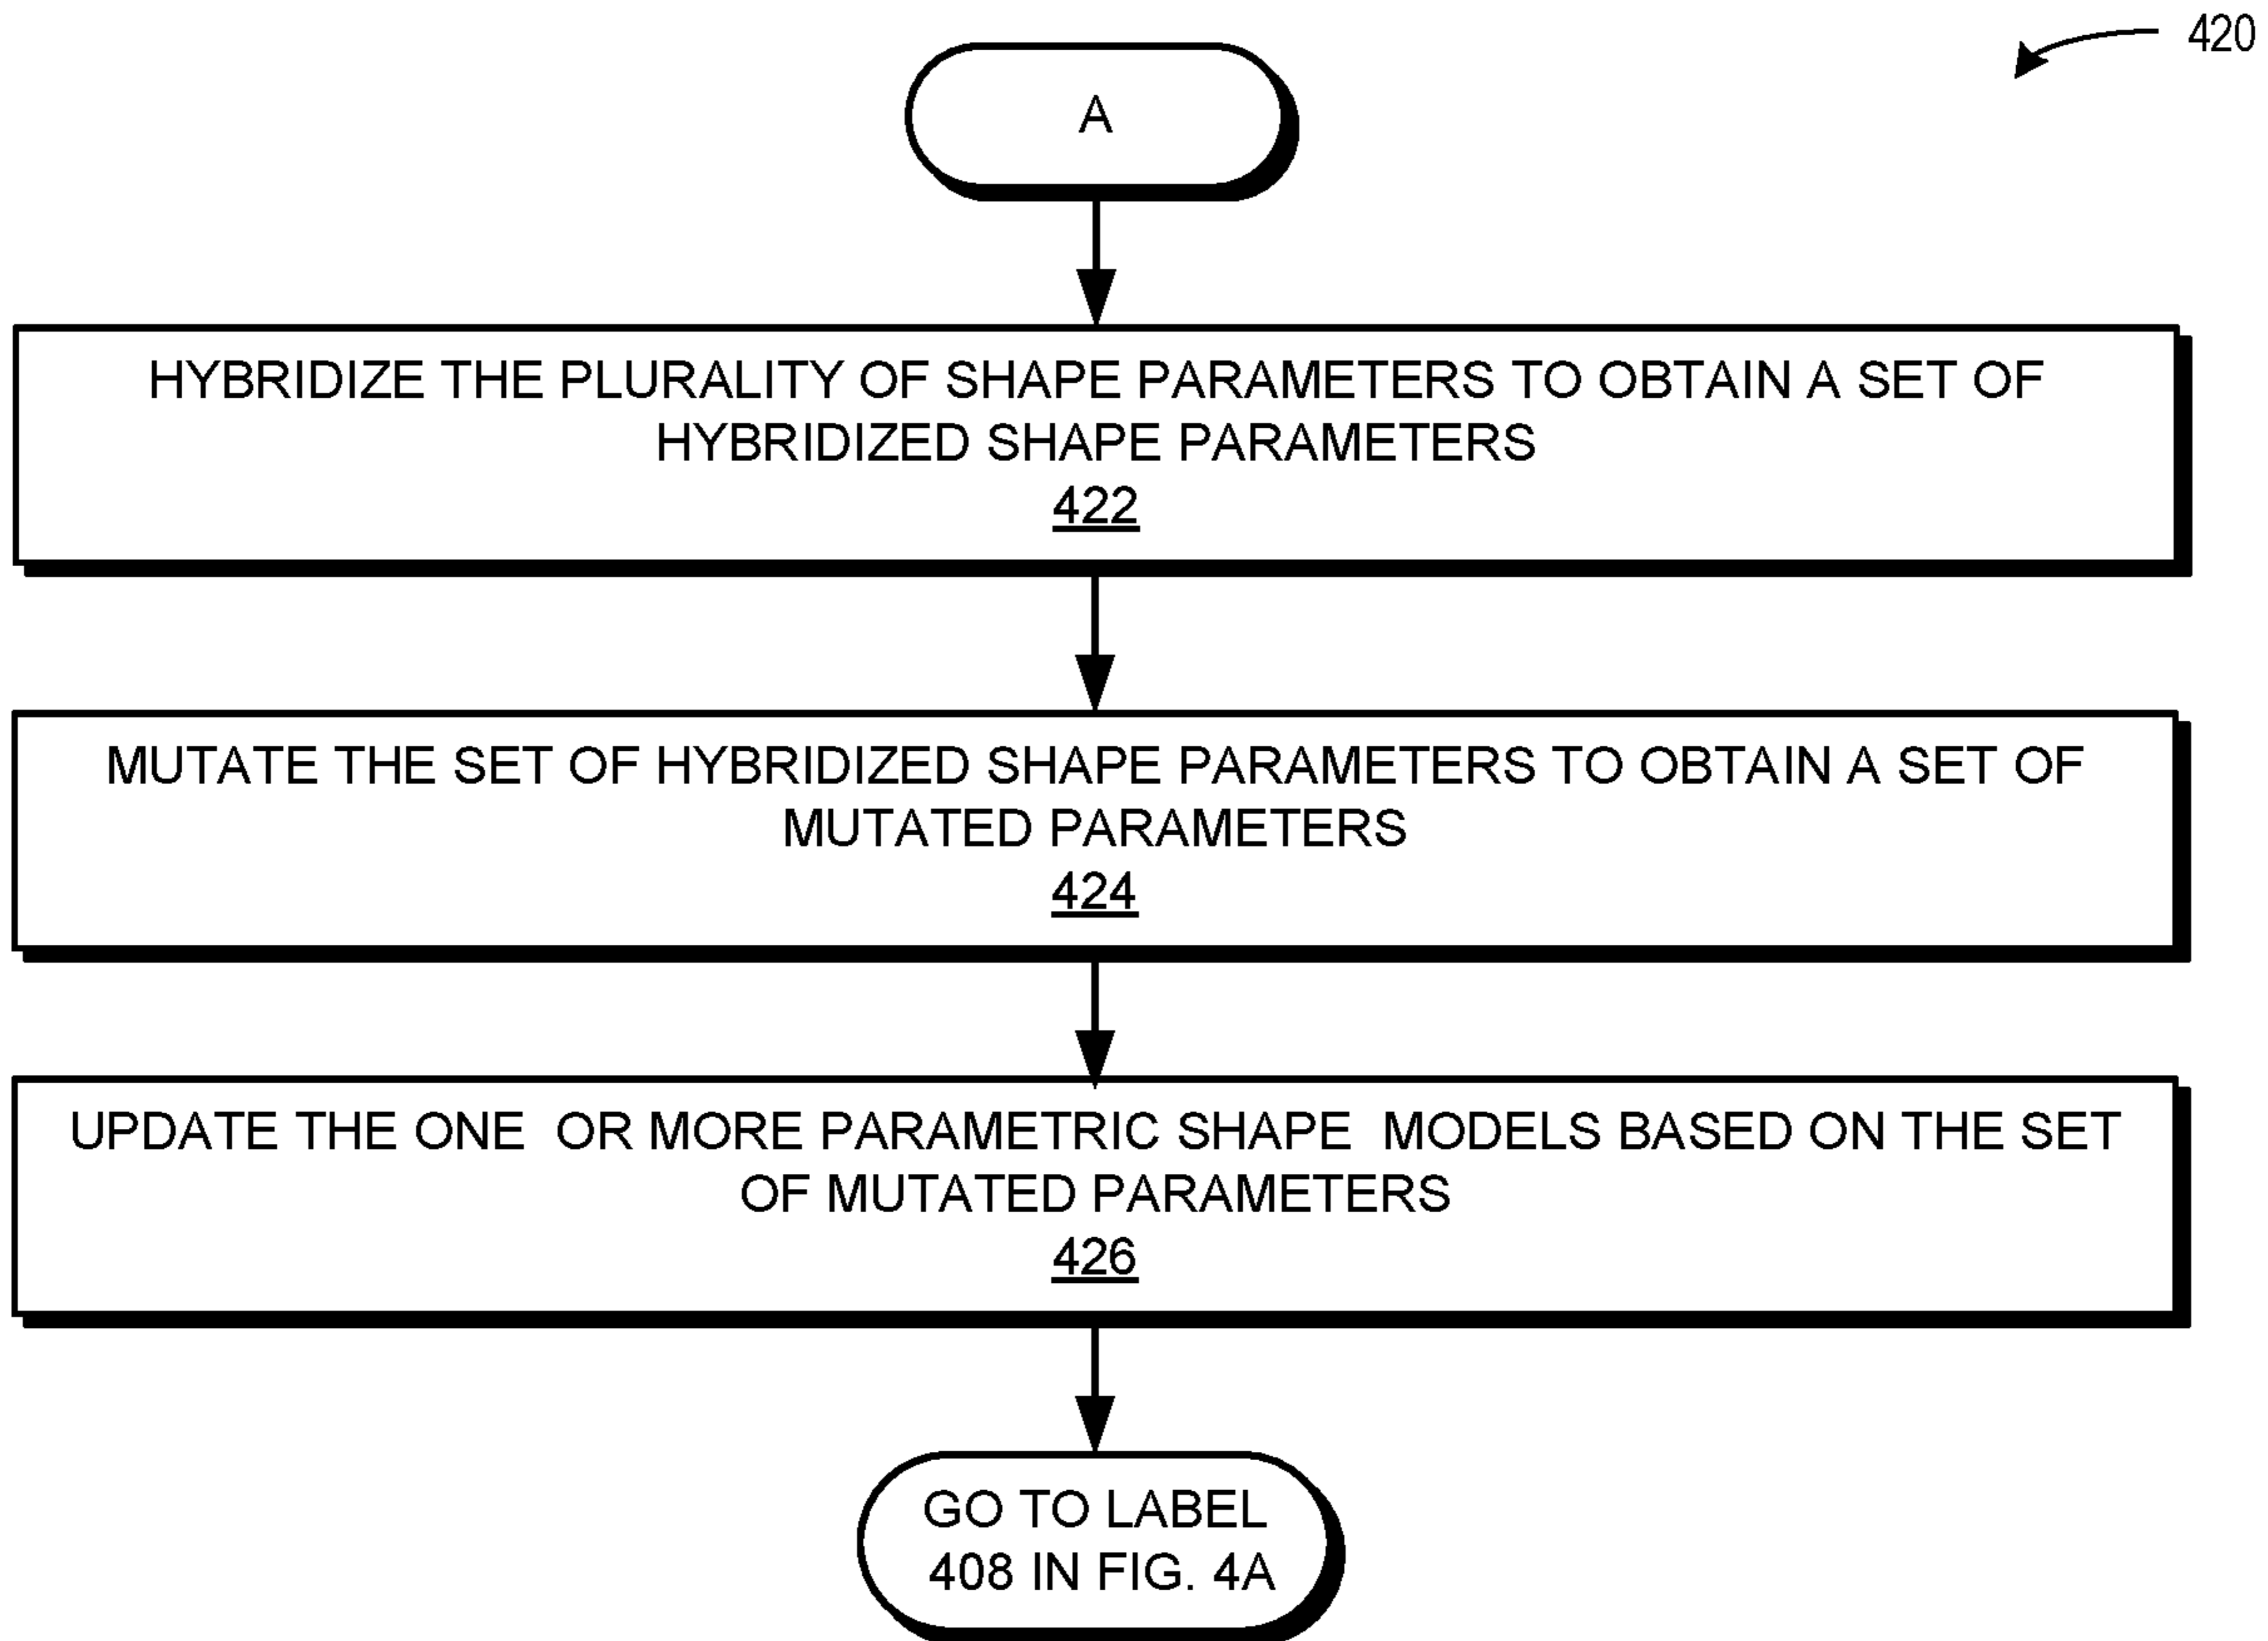 420
A
HYBRIDIZE THE PLURALITY OF SHAPE PARAMETERS TO OBTAIN A SET OF
HYBRIDIZED SHAPE PARAMETERS
422
MUTATE THE SET OF HYBRIDIZED SHAPE PARAMETERS TO OBTAIN A SET OF
MUTATED PARAMETERS
424
UPDATE THE ONE OR MORE PARAMETRIC SHAPE MODELS BASED ON THE SET
OF MUTATED PARAMETERS
426
GO TO LABEL
408 IN FIG. 4A